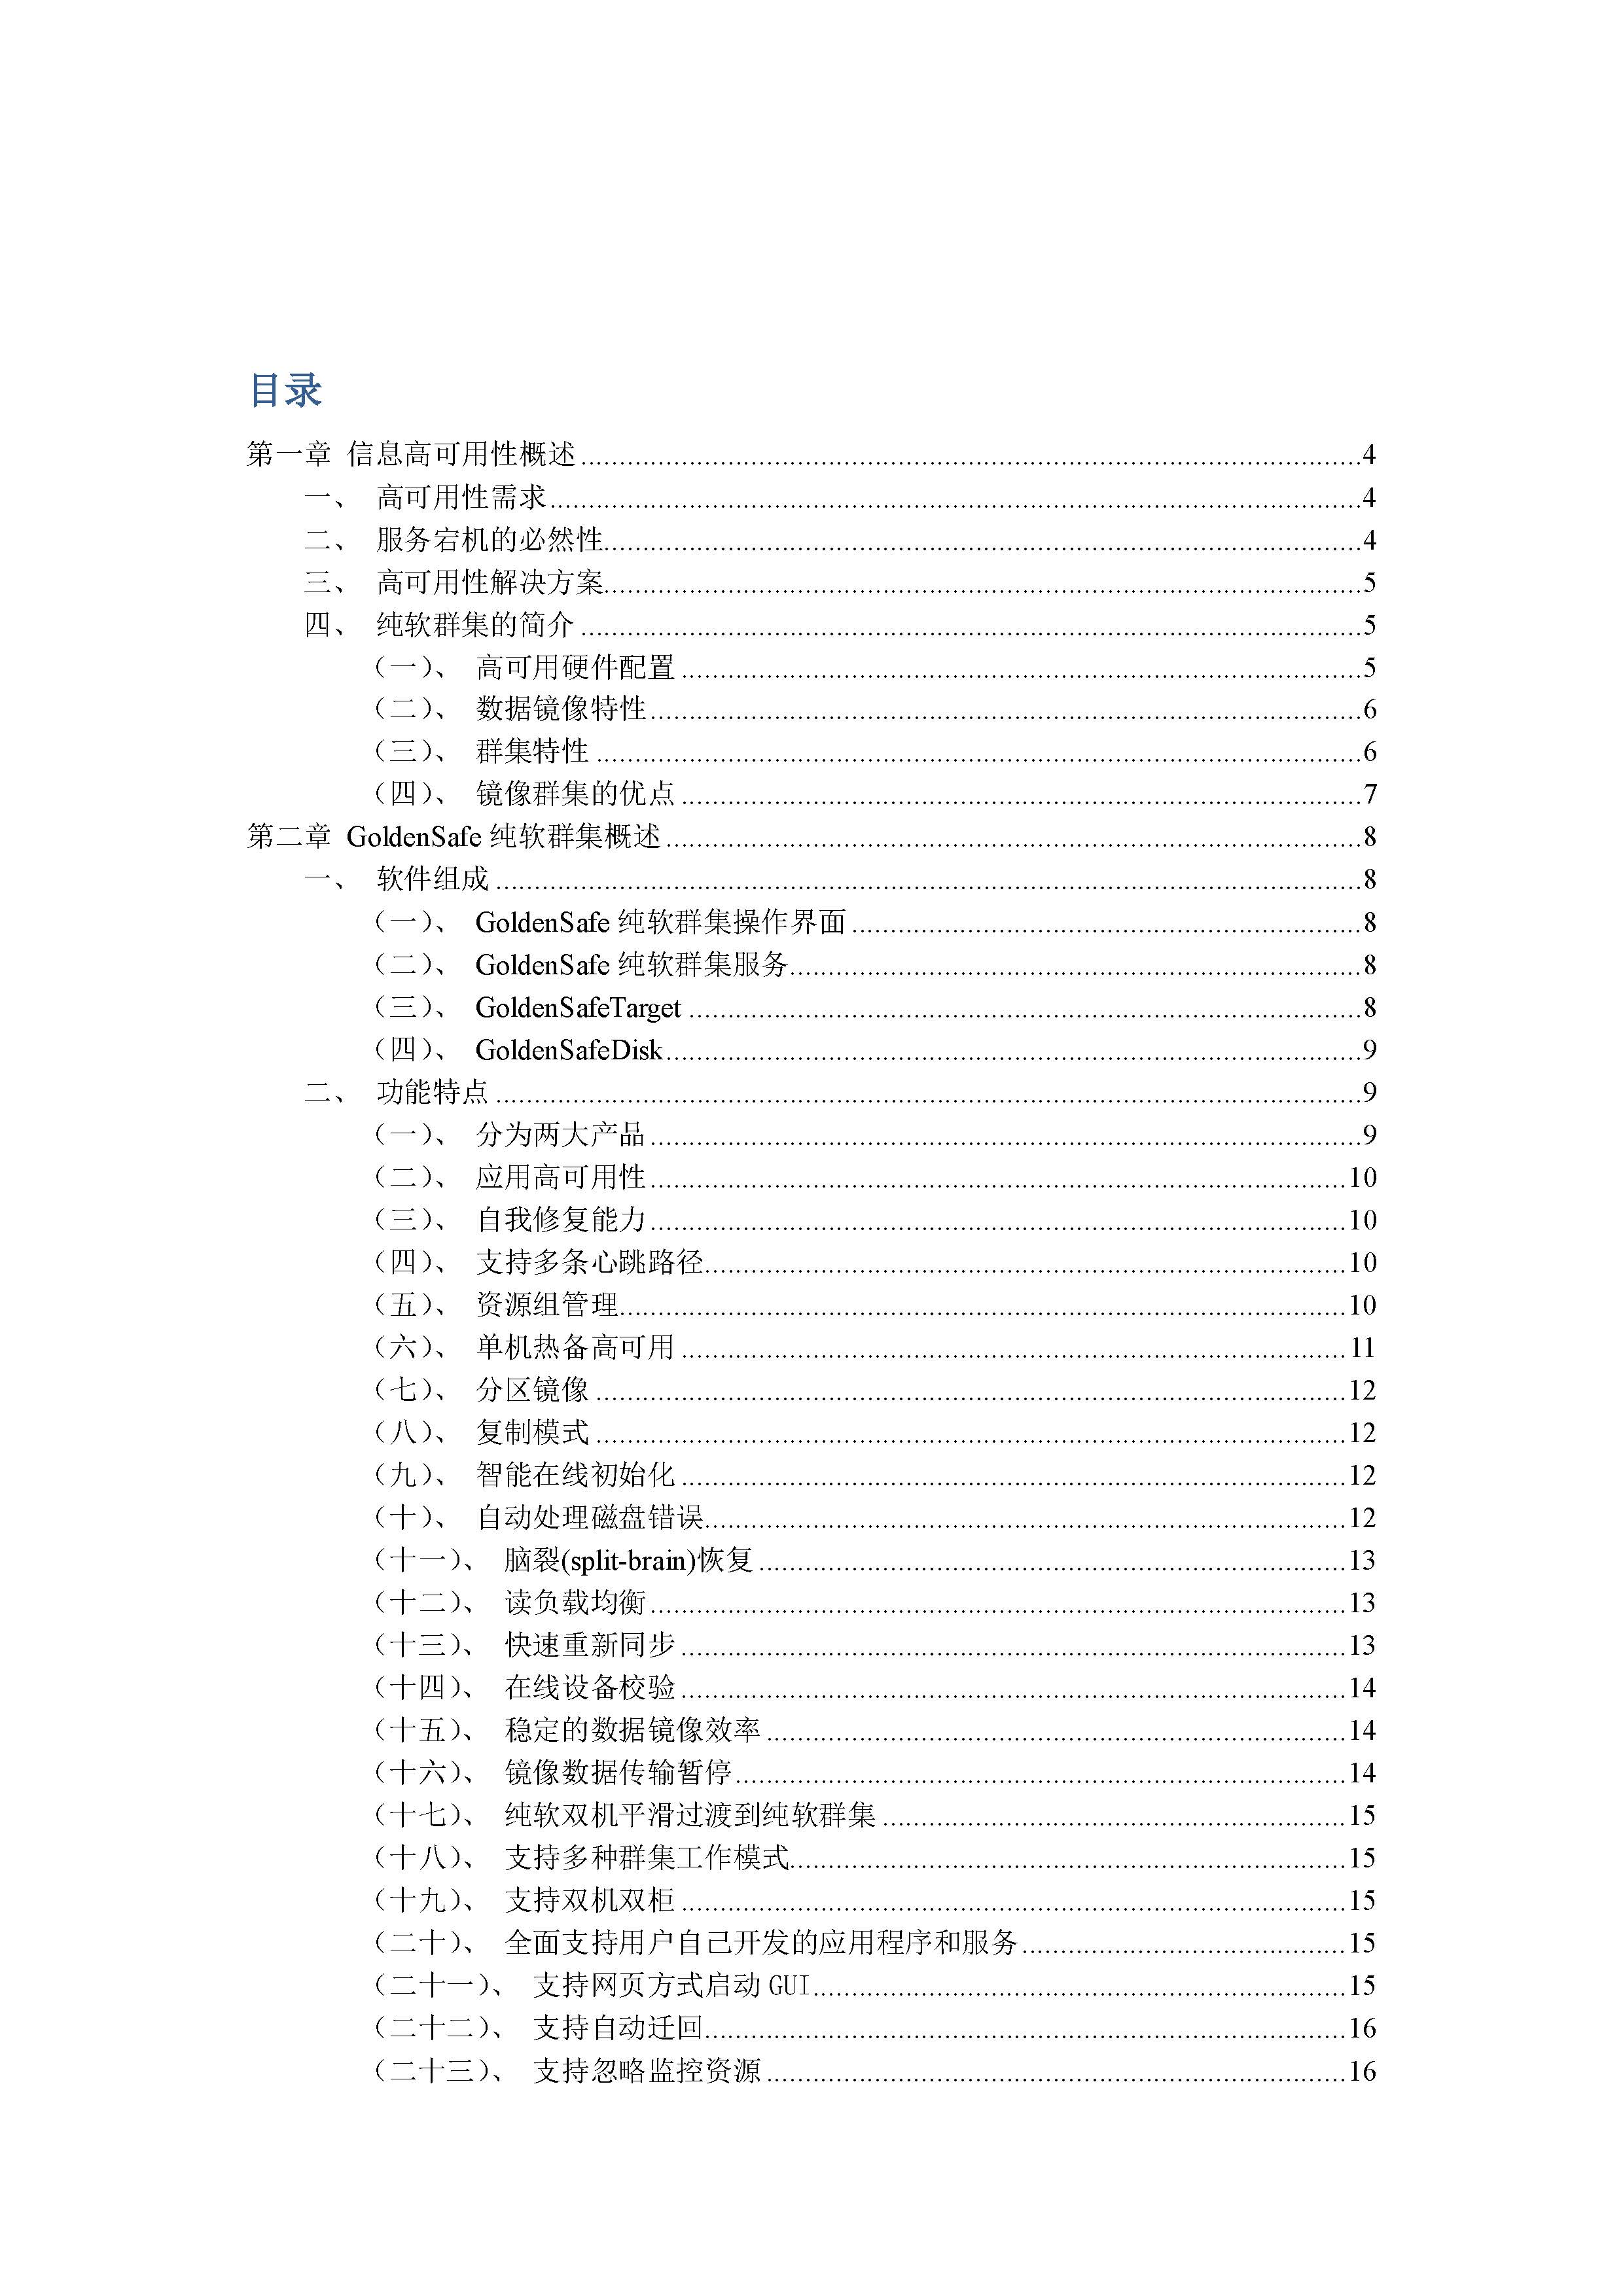 目录
第一章 信息高可用性概述........4
一、 高可用性需求........4
二、 服务宕机的必然性........4
三、 高可用性解决方案........5
四、 纯软群集的简介........5
（一）、 高可用硬件配置........5
（二）、 数据镜像特性........6
（三）、 群集特性........6
（四）、 镜像群集的优点........7
第二章 GoldenSafe 纯软群集概述........8
一、 软件组成........8
（一）、 GoldenSafe 纯软群集操作界面........8
（二）、 GoldenSafe 纯软群集服务........8
（三）、 GoldenSafeTarget........8
（四）、 GoldenSafeDisk........9
二、 功能特点........9
（一）、 分为两大产品........9
（二）、 应用高可用性........10
（三）、 自我修复能力........10
（四）、 支持多条心跳路径........10
（五）、 资源组管理........10
（六）、 单机热备高可用........11
（七）、 分区镜像........12
（八）、 复制模式........12
（九）、 智能在线初始化........12
（十）、 自动处理磁盘错误........12
（十一）、 脑裂(split-brain)恢复........13
（十二）、 读负载均衡........13
（十三）、 快速重新同步........13
（十四）、 在线设备校验........14
（十五）、 稳定的数据镜像效率........14
（十六）、 镜像数据传输暂停........14
（十七）、 纯软双机平滑过渡到纯软群集........15
（十八）、 支持多种群集工作模式........15
（十九）、 支持双机双柜........15
（二十）、 全面支持用户自己开发的应用程序和服务........15
（二十一）、 支持网页方式启动 GUI........15
（二十二）、 支持自动迁回........16
（二十三）、 支持忽略监控资源........16